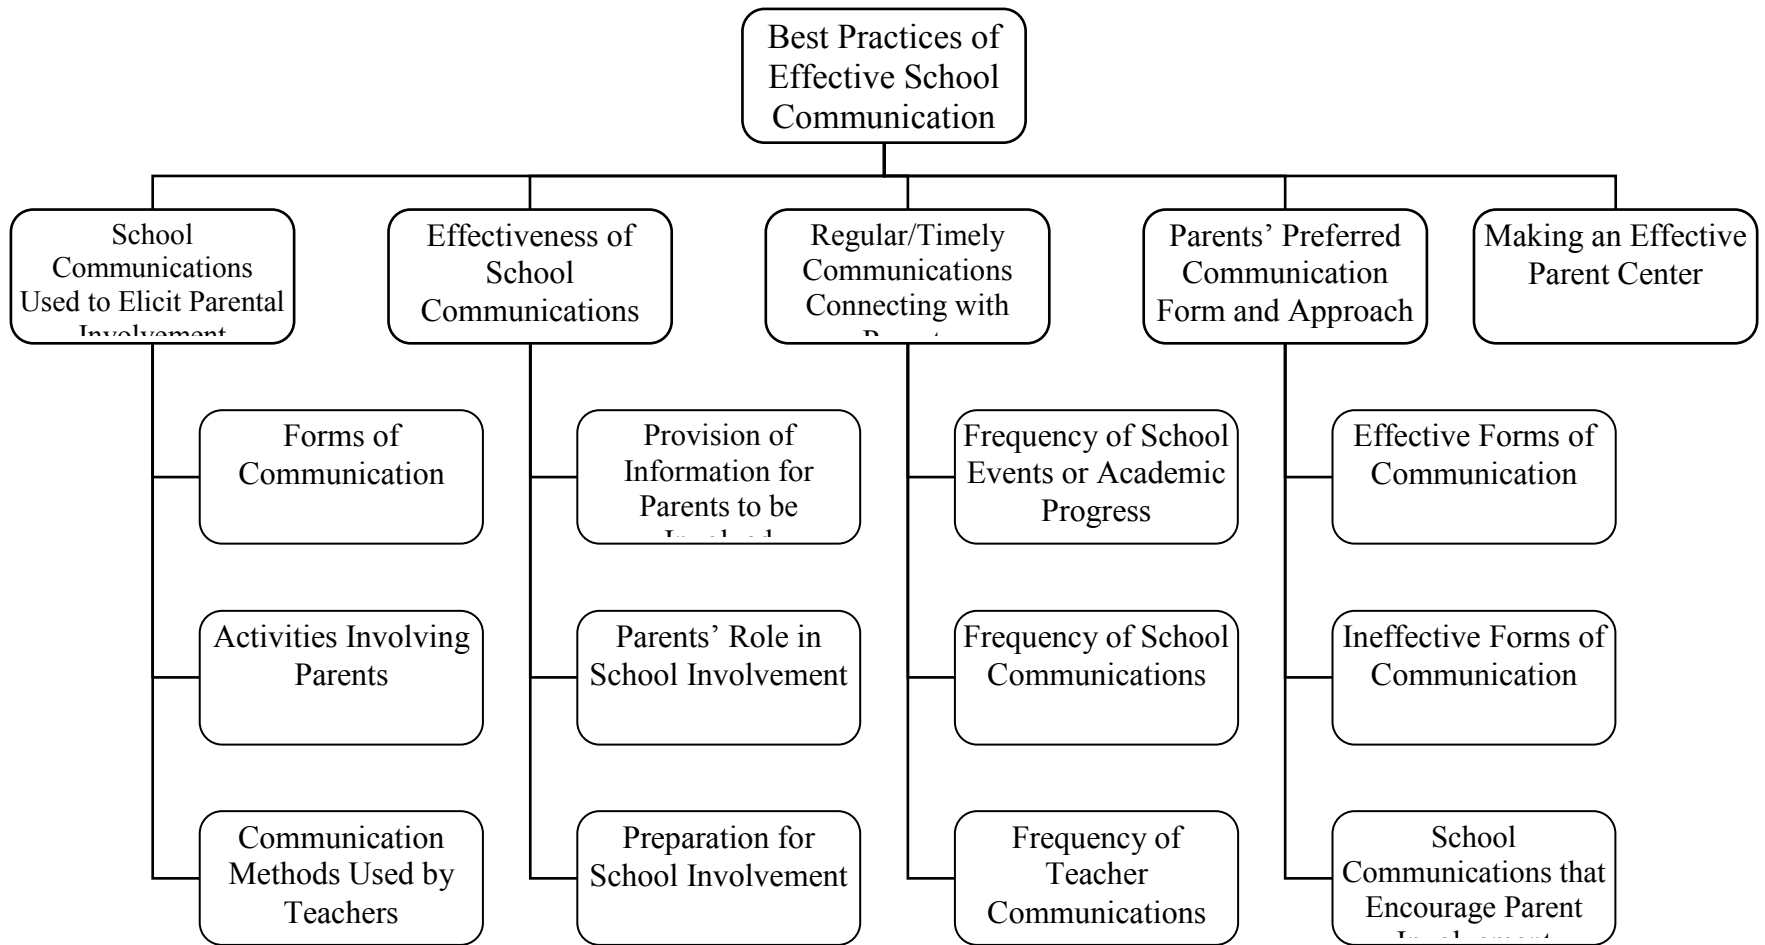 Best Practices of
Effective School
Communication
School
Communications
Used to Elicit Parental
Involvement
Effectiveness of
School
Communications
Regular/Timely
Communications
Connecting with
Parents
Parents’ Preferred
Communication
Form and Approach
Making an Effective
Parent Center
Forms of
Communication
Provision of
Information for
Parents to be
Involved
Frequency of School
Events or Academic
Progress
Effective Forms of
Communication
Activities Involving
Parents
Parents’ Role in
School Involvement
Frequency of School
Communications
Ineffective Forms of
Communication
Communication
Methods Used by
Teachers
Preparation for
School Involvement
Frequency of
Teacher
Communications
School
Communications that
Encourage Parent
Involvement